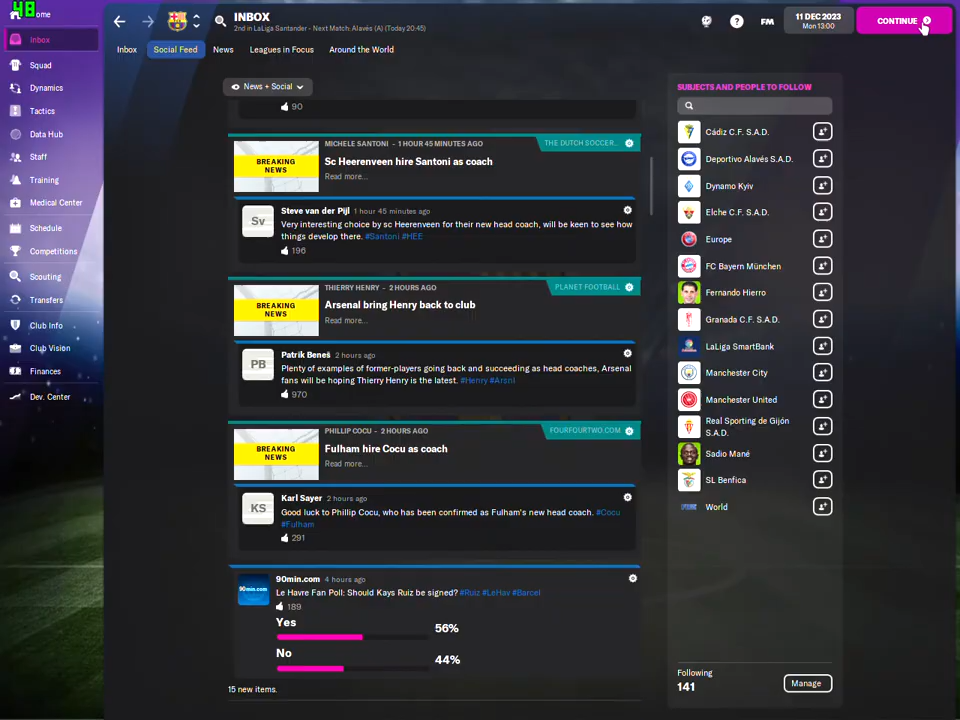 48
Home
INBOX
2nd in LaLiga Santander - Next Match: Alavés (A) (Today 20:45)
?
FM
11 DEC 2023
Mon 13:00
CONTINUE
Inbox
Social Feed
News
Leagues in Focus
Around the World
Inbox
Squad
Dynamics
Tactics
Data Hub
Staff
Training
Medical Center
Schedule
Competitions
Scouting
Transfers
Club Info
Club Vision
Finances
Dev. Center
News + Social
90
MICHELE SANTONI - 1 HOUR 45 MINUTES AGO
THE DUTCH SOCCER..
BREAKING
NEWS
Sc Heerenveen hire Santoni as coach
Read more...
Sv
Steve van der Pijl 1 hour 45 minutes ago
Very interesting choice by sc Heerenveen for their new head coach, will be keen to see how
things develop there. #Santoni #HEE
196
THIERRY HENRY - 2 HOURS AGO
PLANET FOOTBALL
BREAKING
NEWS
Arsenal bring Henry back to club
Read more...
PB
Patrik Beneš 2 hours ago
Plenty of examples of former-players going back and succeeding as head coaches, Arsenal
fans will be hoping Thierry Henry is the latest. #Henry #Arsnl
970
PHILLIP COCU - 2 HOURS AGO
FOURFOURTWO.COM
BREAKING
NEWS
Fulham hire Cocu as coach
Read more...
KS
Karl Sayer 2 hours ago
Good luck to Phillip Cocu, who has been confirmed as Fulham's new head coach. #Cocu
#Fulham
291
90min.com
90min.com 4 hours ago
Le Havre Fan Poll: Should Kays Ruiz be signed? #Ruiz #LeHav #Barcel
189
Yes
56%
No
44%
15 new items.
SUBJECTS AND PEOPLE TO FOLLOW
Cádiz C.F. S.A.D.
Deportivo Alavés S.A.D.
Dynamo Kyiv
Elche C.F. S.A.D.
Europe
FC Bayern München
Fernando Hierro
Granada C.F. S.A.D.
LaLiga SmartBank
Manchester City
Manchester United
Real Sporting de Gijón
S.A.D.
Sadio Mané
SL Benfica
World
Following
141
Manage